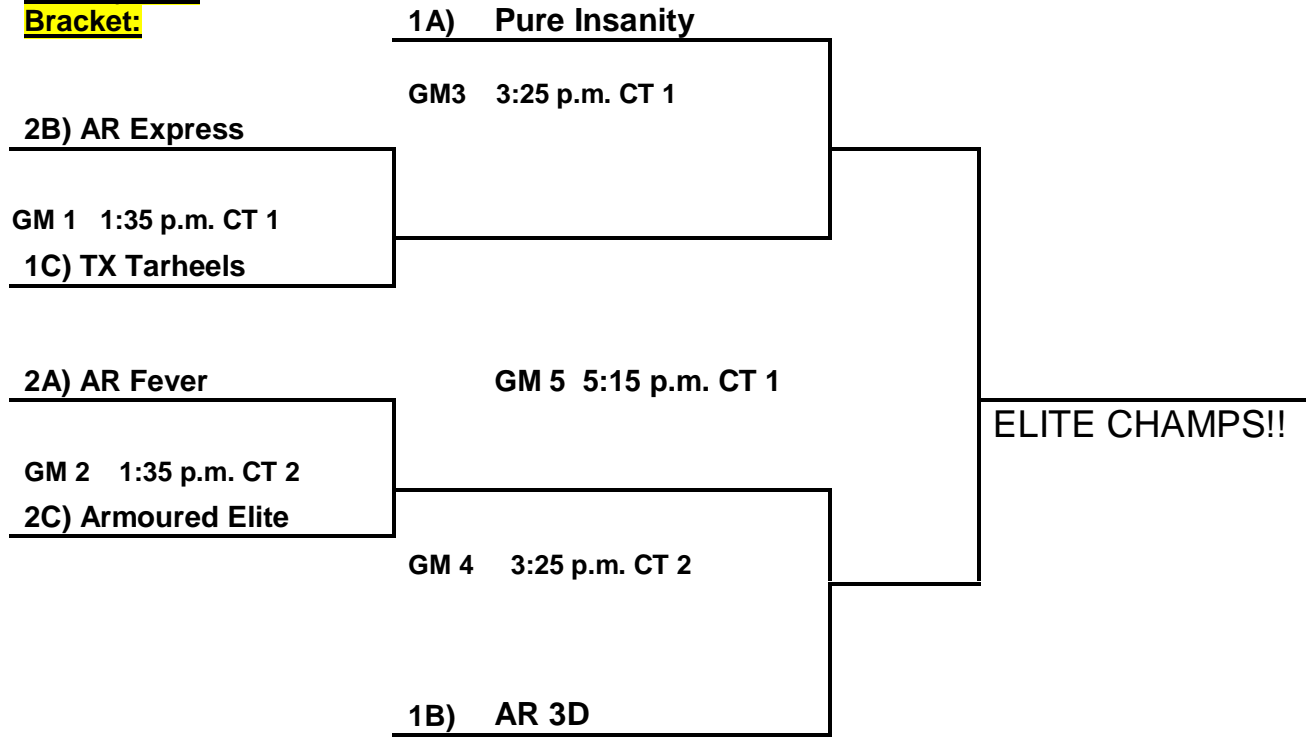 Bracket:
1A) Pure Insanity
GM3 3:25 p.m. CT 1
2B) AR Express
GM 1 1:35 p.m. CT 1
1C) TX Tarheels
2A) AR Fever
GM 5 5:15 p.m. CT 1
ELITE CHAMPS!!
GM 2 1:35 p.m. CT 2
2C) Armoured Elite
GM 4 3:25 p.m. CT 2
1B) AR 3D